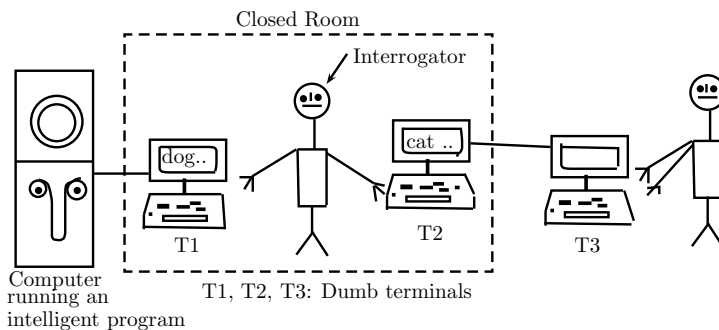 Closed Room
Interrogator
dog..
cat ..
T1
T2
T3
Computer
running an
intelligent program
T1, T2, T3: Dumb terminals